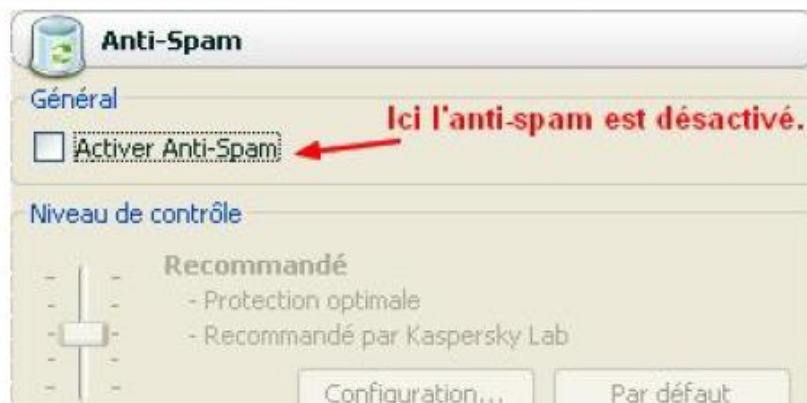 Anti-Spam
Général
Ici l'anti-spam est désactivé.
Activer Anti-Spam
Niveau de contrôle
Recommandé
- Protection optimale
- Recommandé par Kaspersky Lab
Configuration...
Par défaut